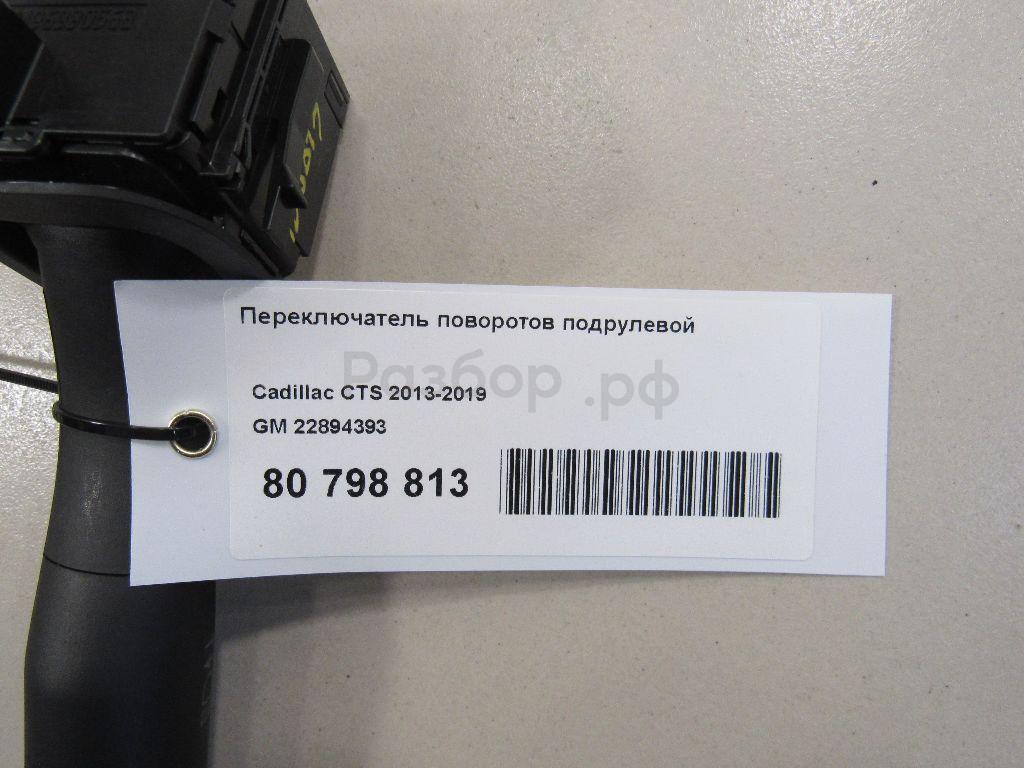 Переключатель поворотов подрулевой
Разбор.рф
Cadillac CTS 2013-2019
GM 22894393
80 798 813